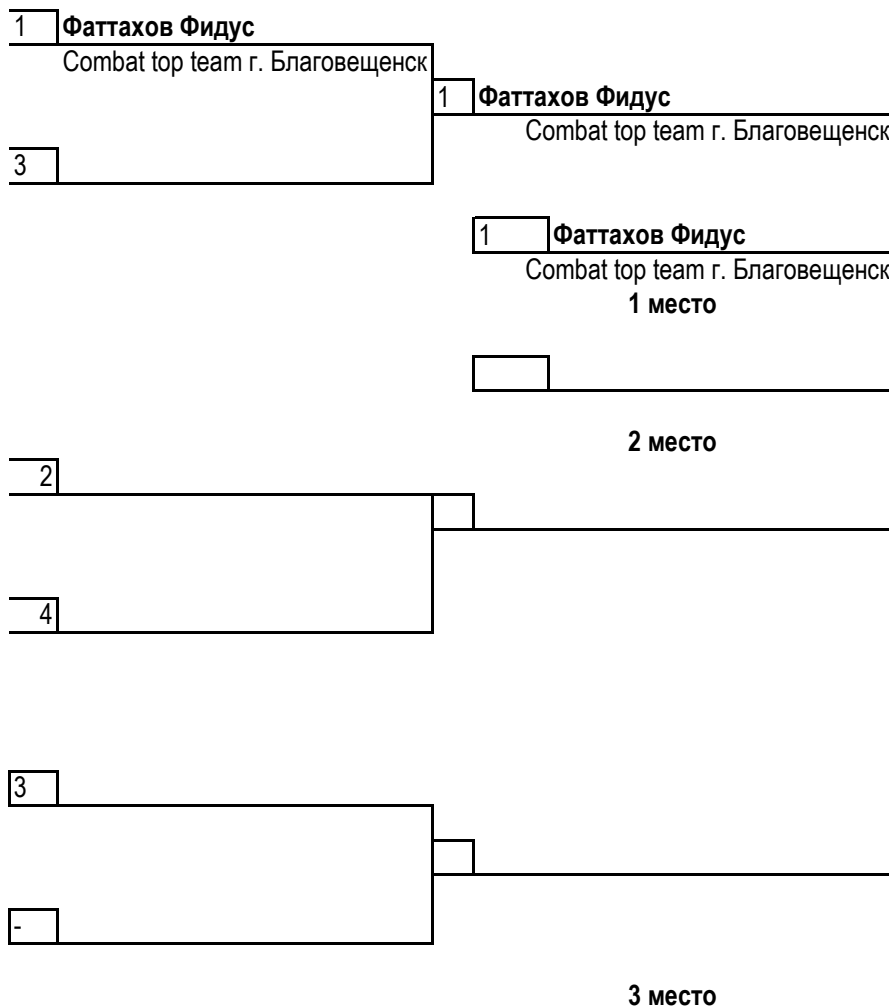 1 Фаттахов Фидус
Combat top team г. Благовещенск
1 Фаттахов Фидус
Combat top team г. Благовещенск
3
1 Фаттахов Фидус
Combat top team г. Благовещенск
1 место
2 место
2
4
3
-
3 место